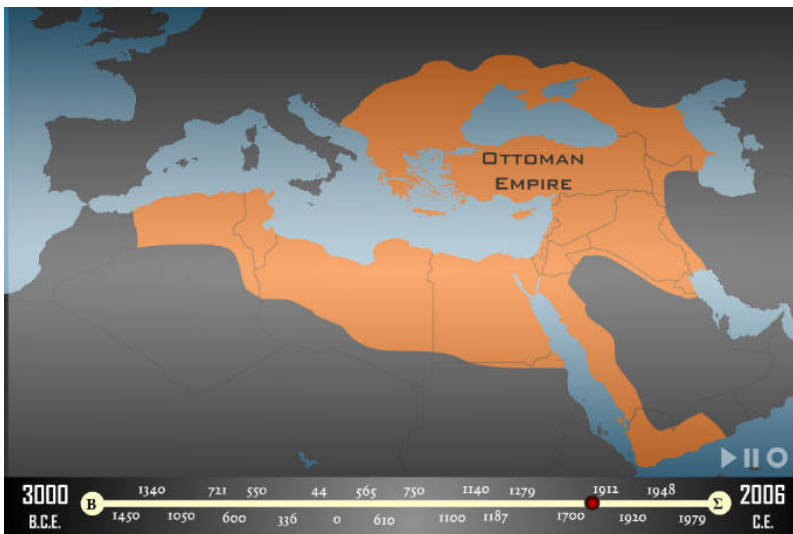 OTTOMAN
EMPIRE
1340 721 550 44 565 750 1140 1279 1912 1948
3000 B Σ 2006
B.C.E. 1450 1050 600 336 0 610 1100 1187 1700 1920 1979 C.E.